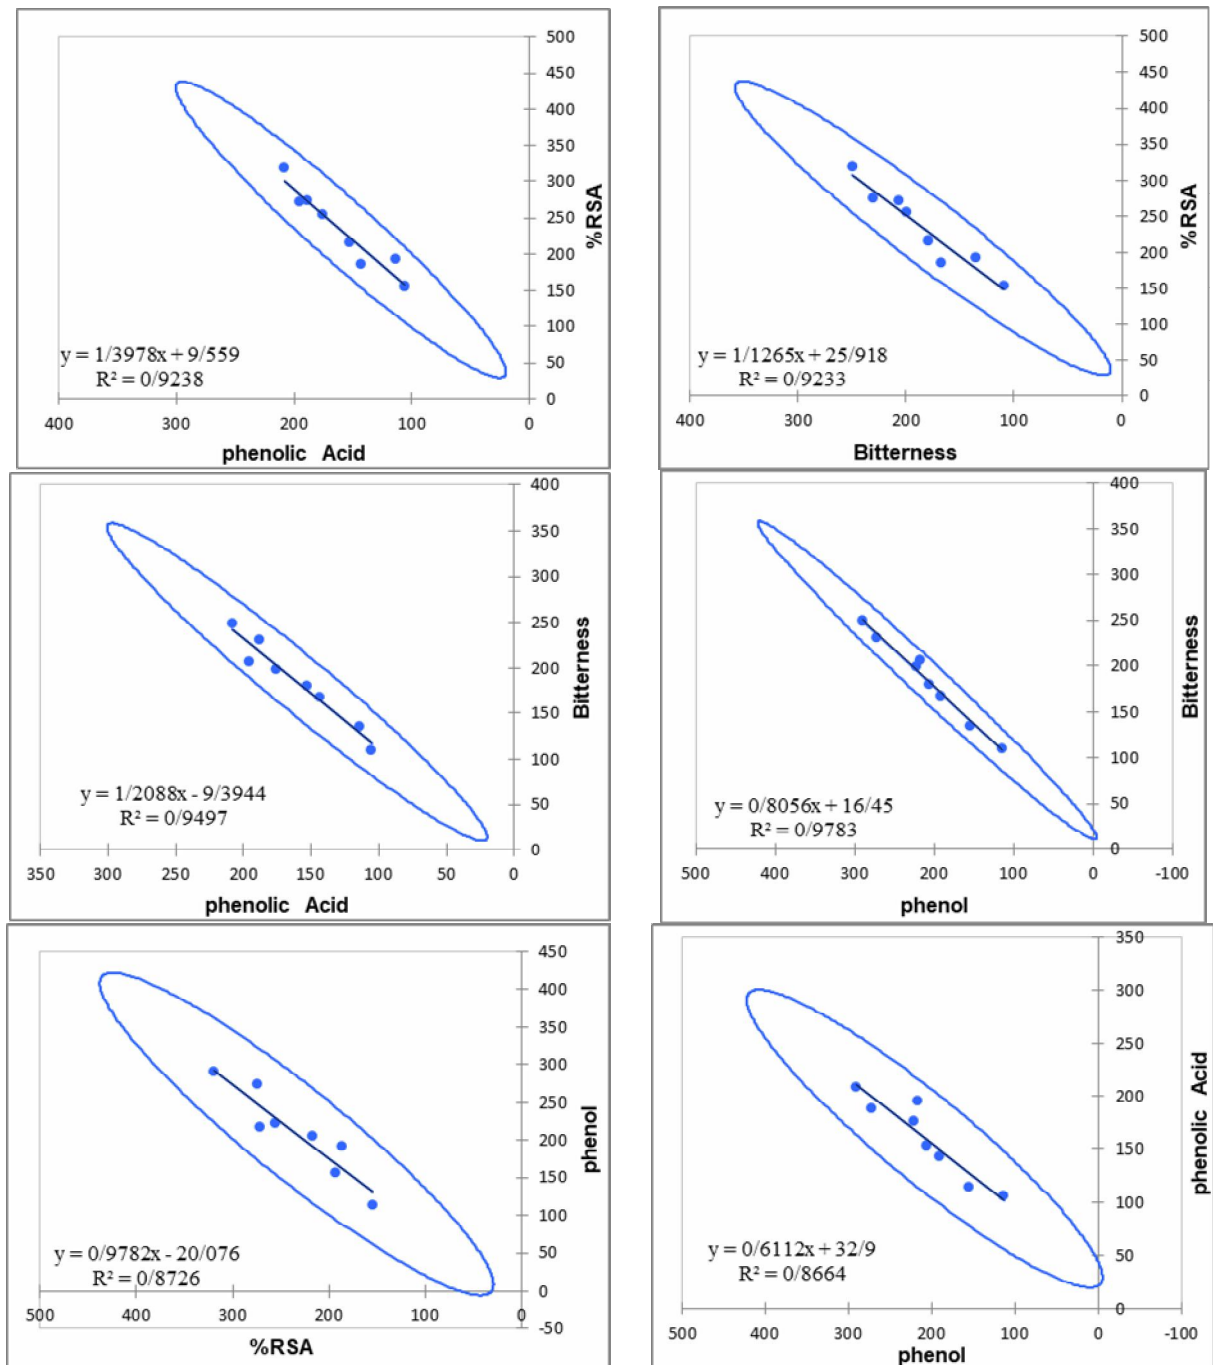 500
450
400
350
300
250
200
150
100
50
0
%RSA
y = 1/3978x + 9/559
R² = 0/9238
400 300 200 100 0
phenolic Acid
500
450
400
350
300
250
200
150
100
50
0
%RSA
y = 1/1265x + 25/918
R² = 0/9233
400 300 200 100 0
Bitterness
400
350
300
250
200
150
100
50
0
Bitterness
y = 1/2088x - 9/3944
R² = 0/9497
350 300 250 200 150 100 50 0
phenolic Acid
400
350
300
250
200
150
100
50
0
Bitterness
y = 0/8056x + 16/45
R² = 0/9783
500 400 300 200 100 0 -100
phenol
450
400
350
300
250
200
150
100
50
0
-50
phenol
y = 0/9782x - 20/076
R² = 0/8726
500 400 300 200 100 0
%RSA
350
300
250
200
150
100
50
0
phenolic Acid
y = 0/6112x + 32/9
R² = 0/8664
500 400 300 200 100 0 -100
phenol